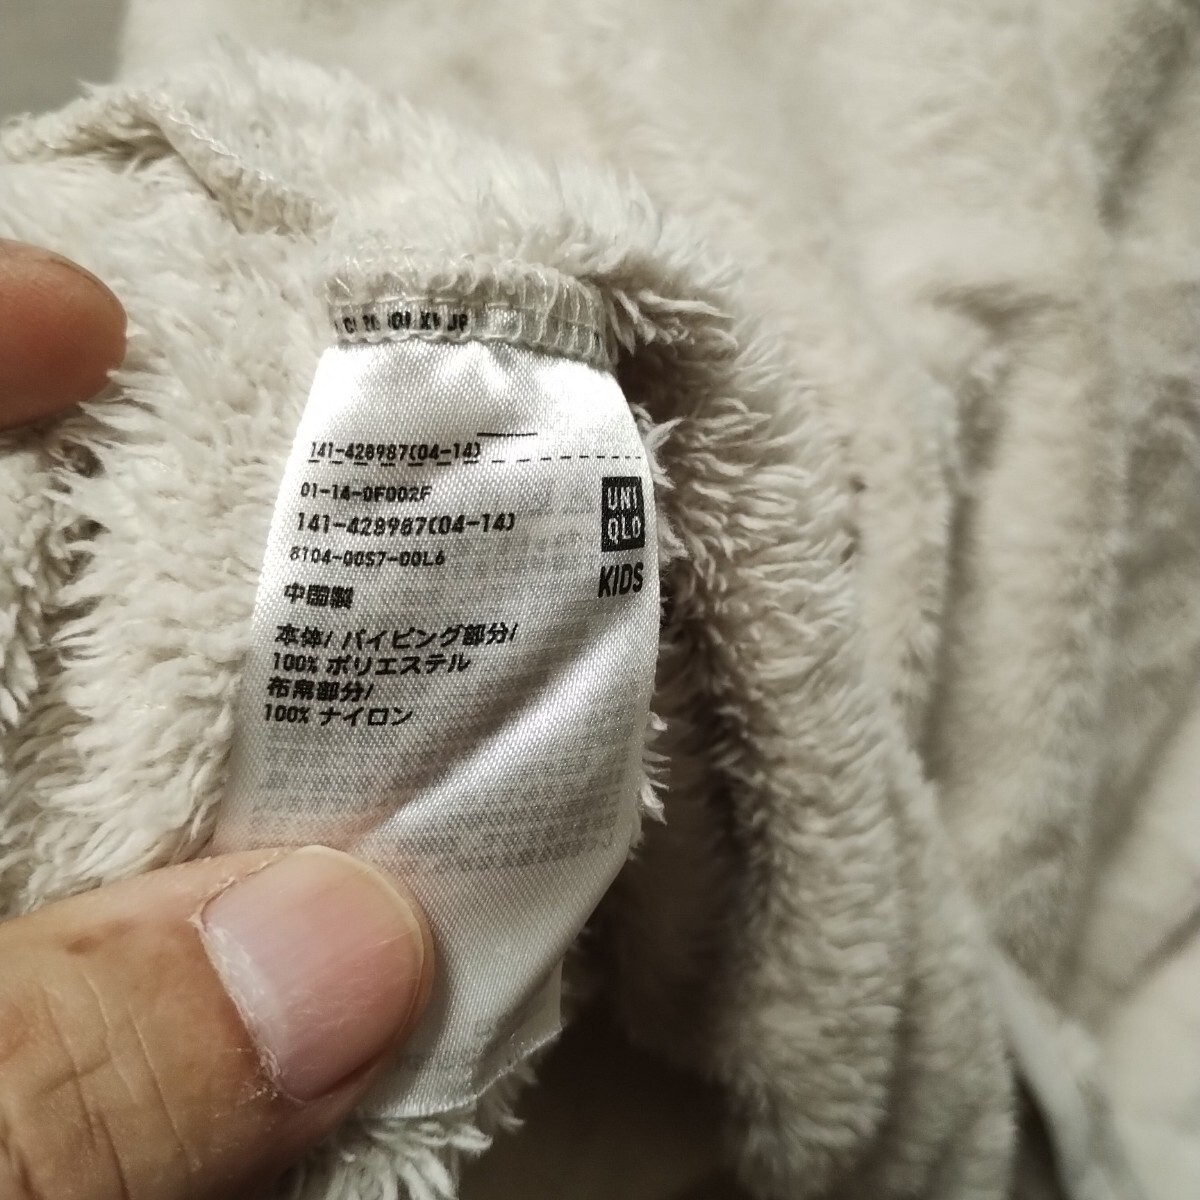 141-428987(04-14)
01-14-0F002F
141-428987(04-14)
8104-00S7-00L6
中国製
本体/パイピング部分/
100% ポリエステル
布帛部分/
100% ナイロン
UNI
QLO
KIDS